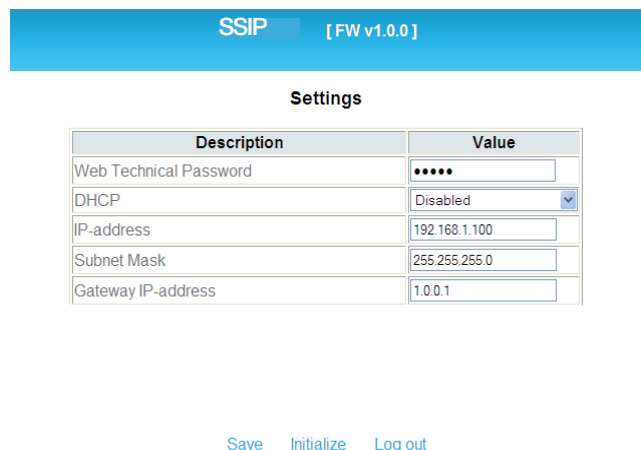 SSIP [ FW v1.0.0 ]
Settings
Description Value
Web Technical Password •••••
DHCP Disabled
IP-address 192.168.1.100
Subnet Mask 255.255.255.0
Gateway IP-address 1.0.0.1
Save Initialize Log out